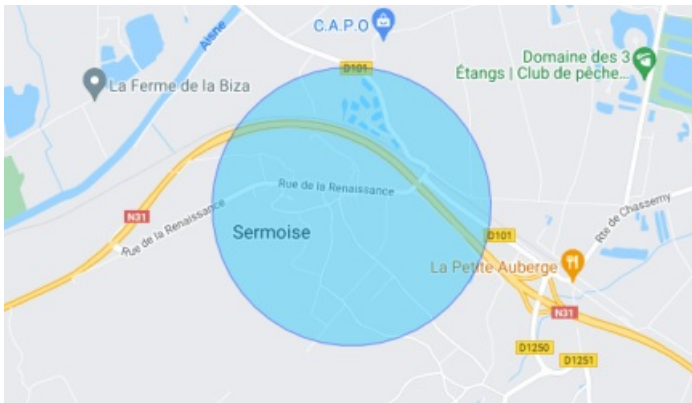 C.A.P.O
Aisne
D101
Domaine des 3
Étangs | Club de pêche...
La Ferme de la Biza
Rue de la Renaissance
Rte de Chassemy
N31
Rue de la Renaissance
Sermoise
D101
La Petite Auberge
N31
D1250
D1251